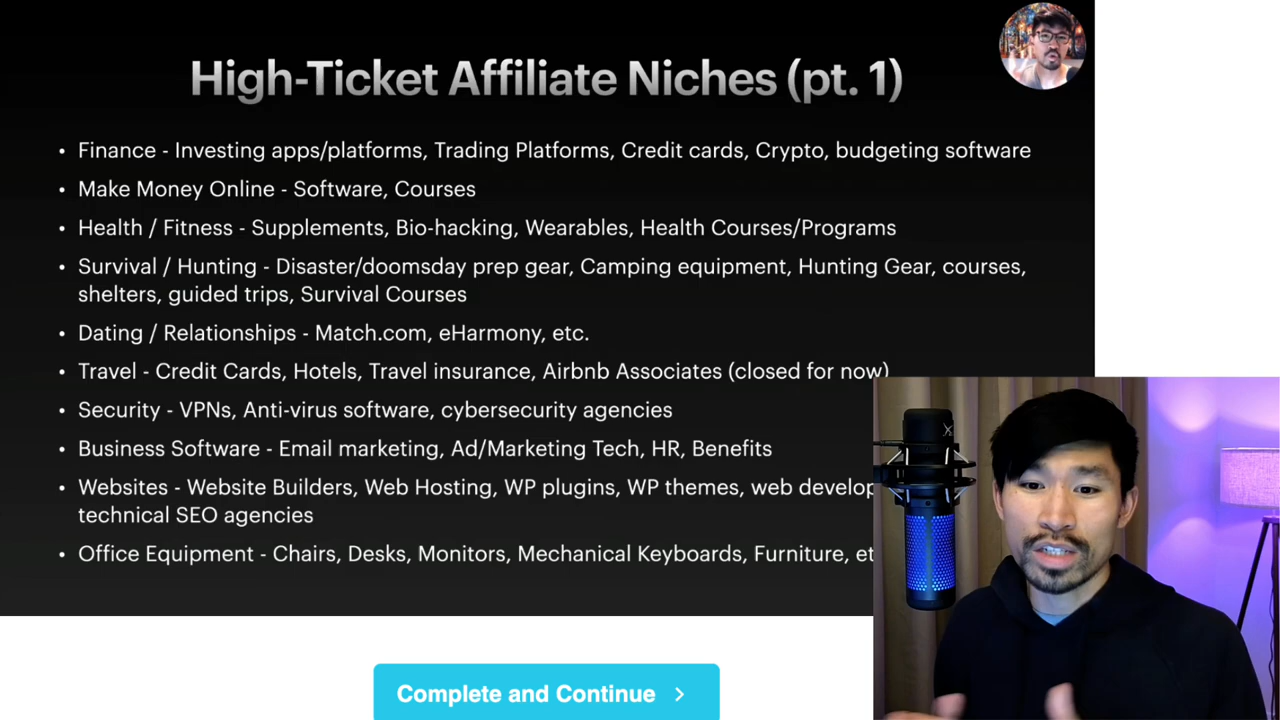 High-Ticket Affiliate Niches (pt. 1)
• Finance - Investing apps/platforms, Trading Platforms, Credit cards, Crypto, budgeting software
• Make Money Online - Software, Courses
• Health / Fitness - Supplements, Bio-hacking, Wearables, Health Courses/Programs
• Survival / Hunting - Disaster/doomsday prep gear, Camping equipment, Hunting Gear, courses,
shelters, guided trips, Survival Courses
• Dating / Relationships - Match.com, eHarmony, etc.
• Travel - Credit Cards, Hotels, Travel insurance, Airbnb Associates (closed for now)
• Security - VPNs, Anti-virus software, cybersecurity agencies
• Business Software - Email marketing, Ad/Marketing Tech, HR, Benefits
• Websites - Website Builders, Web Hosting, WP plugins, WP themes, web
technical SEO agencies
• Office Equipment - Chairs, Desks, Monitors, Mechanical Keyboards, Furniture,
Complete and Continue